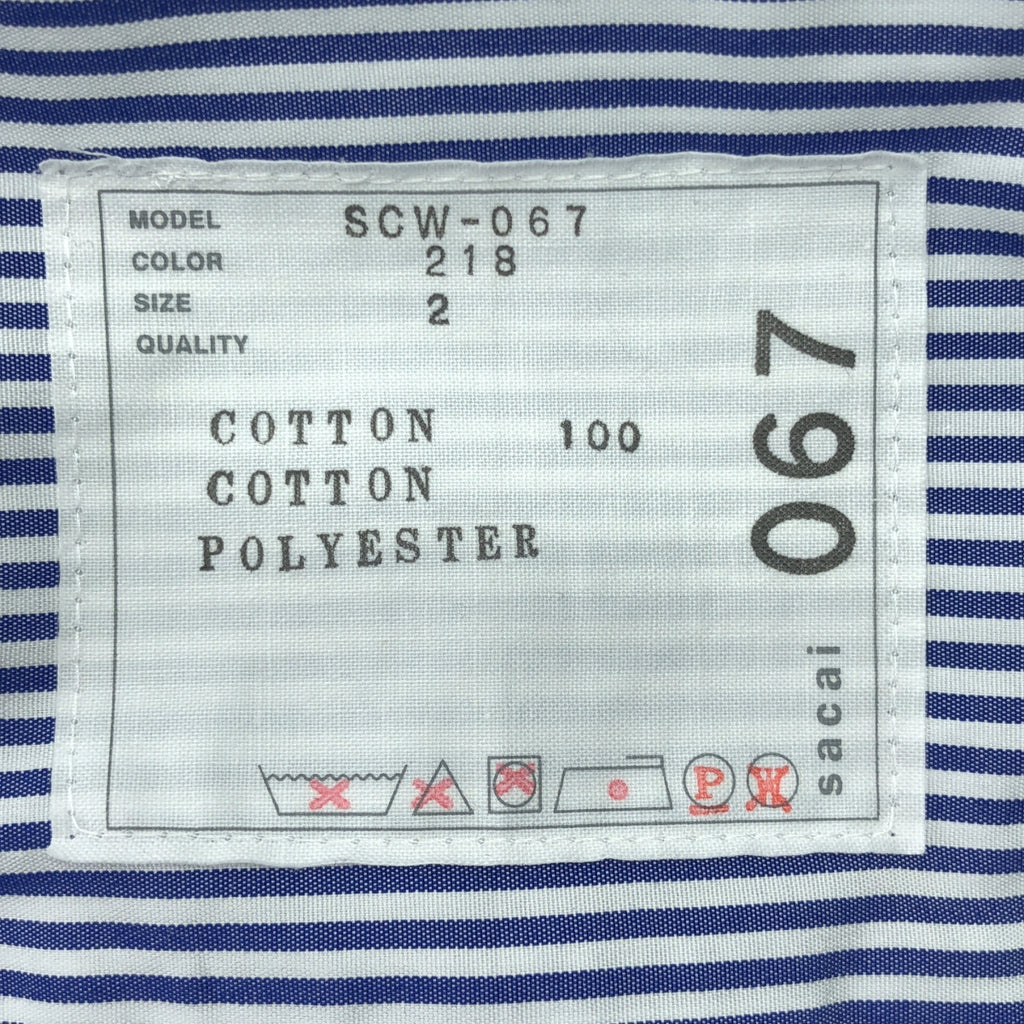 MODEL SCW-067
COLOR 218
SIZE 2
QUALITY
COTTON 100
COTTON
POLYESTER
067
sacai
P W